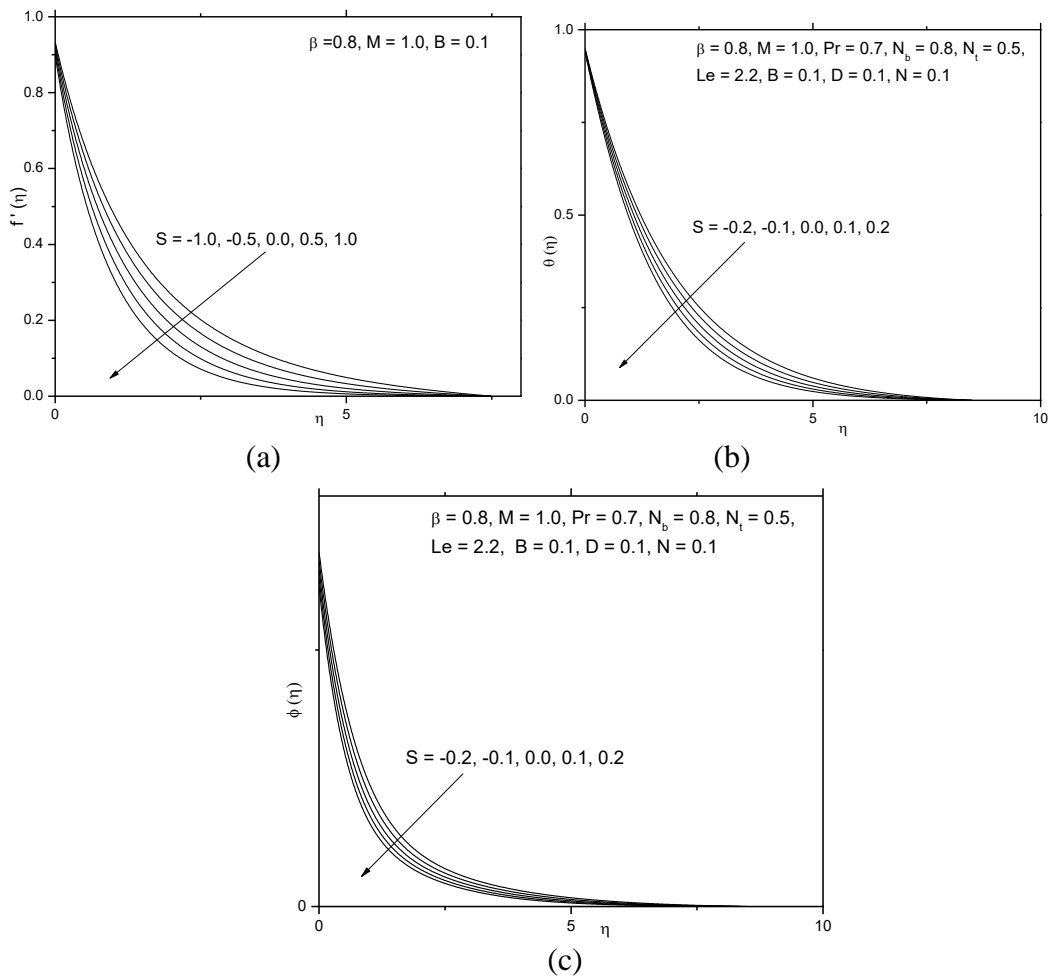 1.0
0.8
0.6
0.4
0.2
0.0
f ' (η)
β =0.8, M = 1.0, B = 0.1
S = -1.0, -0.5, 0.0, 0.5, 1.0
0 5
η
(a)
1.0
0.5
0.0
θ (η)
β = 0.8, M = 1.0, Pr = 0.7, N_b = 0.8, N_t = 0.5,
Le = 2.2, B = 0.1, D = 0.1, N = 0.1
S = -0.2, -0.1, 0.0, 0.1, 0.2
0 5 10
η
(b)
β = 0.8, M = 1.0, Pr = 0.7, N_b = 0.8, N_t = 0.5,
Le = 2.2, B = 0.1, D = 0.1, N = 0.1
ϕ (η)
S = -0.2, -0.1, 0.0, 0.1, 0.2
0
0 5 10
η
(c)